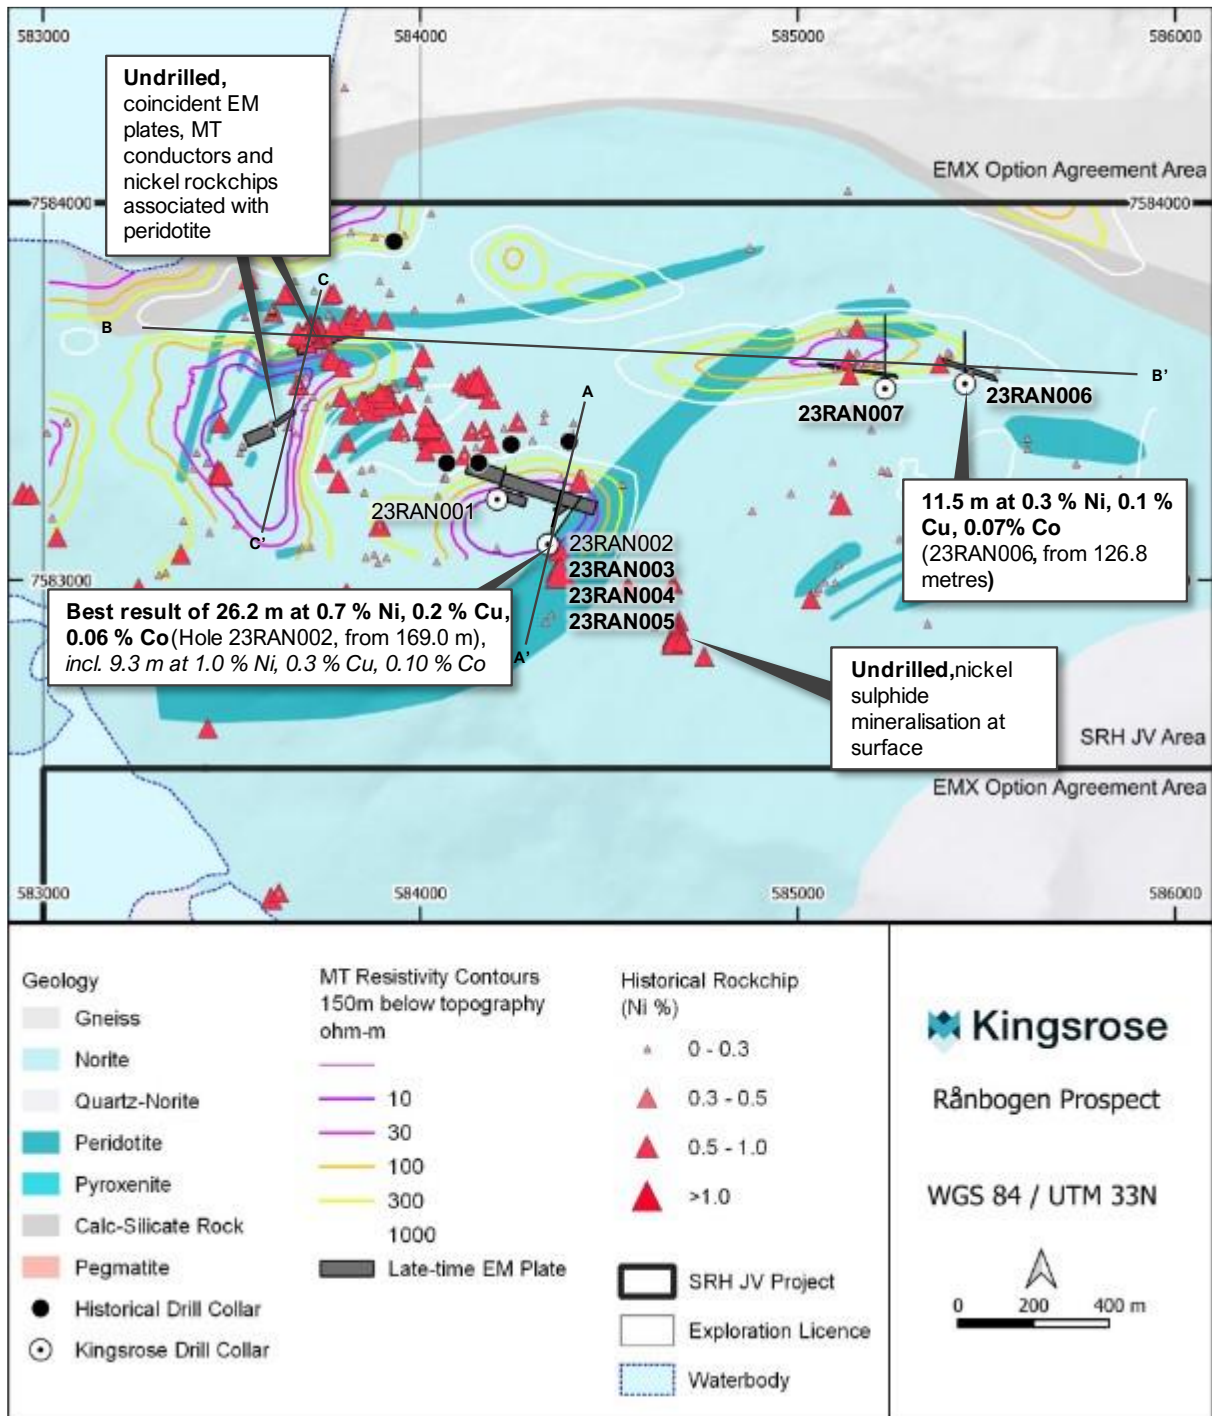 583000
584000
585000
586000
Undrilled,
coincident EM
plates, MT
conductors and
nickel rockchips
associated with
peridotite
EMX Option Agreement Area
7584000
7584000
C
B
A
B'
23RAN007
23RAN006
23RAN001
C'
11.5 m at 0.3 % Ni, 0.1 %
Cu, 0.07% Co
(23RAN006, from 126.8
metres)
23RAN002
23RAN003
23RAN004
23RAN005
7583000
Best result of 26.2 m at 0.7 % Ni, 0.2 % Cu,
0.06 % Co (Hole 23RAN002, from 169.0 m),
incl. 9.3 m at 1.0 % Ni, 0.3 % Cu, 0.10 % Co
A'
Undrilled, nickel
sulphide
mineralisation at
surface
SRH JV Area
EMX Option Agreement Area
583000
584000
585000
586000
Geology
Gneiss
Norite
Quartz-Norite
Peridotite
Pyroxenite
Calc-Silicate Rock
Pegmatite
Historical Drill Collar
Kingsrose Drill Collar
MT Resistivity Contours
150m below topography
ohm-m
10
30
100
300
1000
Late-time EM Plate
Historical Rockchip
(Ni %)
0 - 0.3
0.3 - 0.5
0.5 - 1.0
>1.0
SRH JV Project
Exploration Licence
Waterbody
Kingsrose
Rånbogen Prospect
WGS 84 / UTM 33N
0 200 400 m